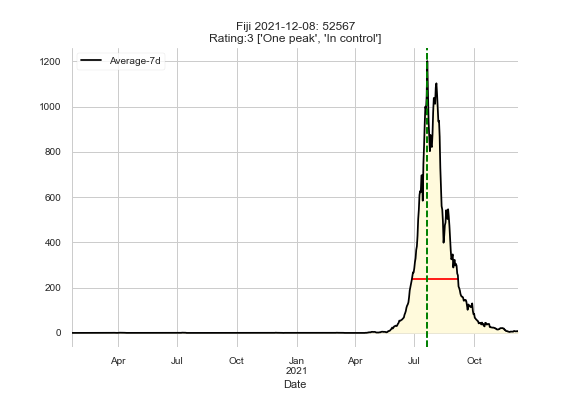 Fiji 2021-12-08: 52567
Rating:3 ['One peak', 'In control']
Average-7d
1200
1000
800
600
400
200
0
Apr Jul Oct Jan Apr Jul Oct
2021
Date